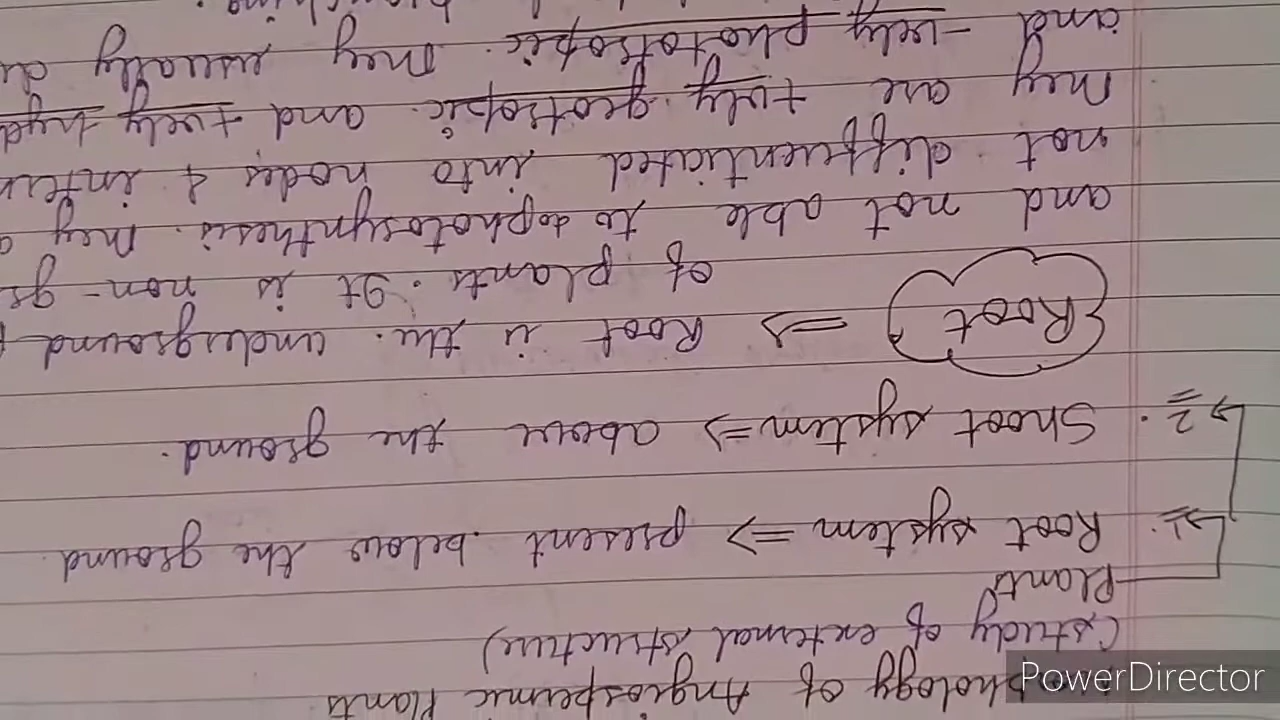 of Angiospermic Plants
(study of external structure)
Plants
→ 1. Root system ⇒ present below the ground
→ 2. Shoot system ⇒ above the ground.
Root ⇒ Root is the underground
of plants. It is non-
and not able to photosynthesis. They
not differentiated into nodes &
They are +vely geotropic and +vely
and -vely phototropic. They usually
PowerDirector